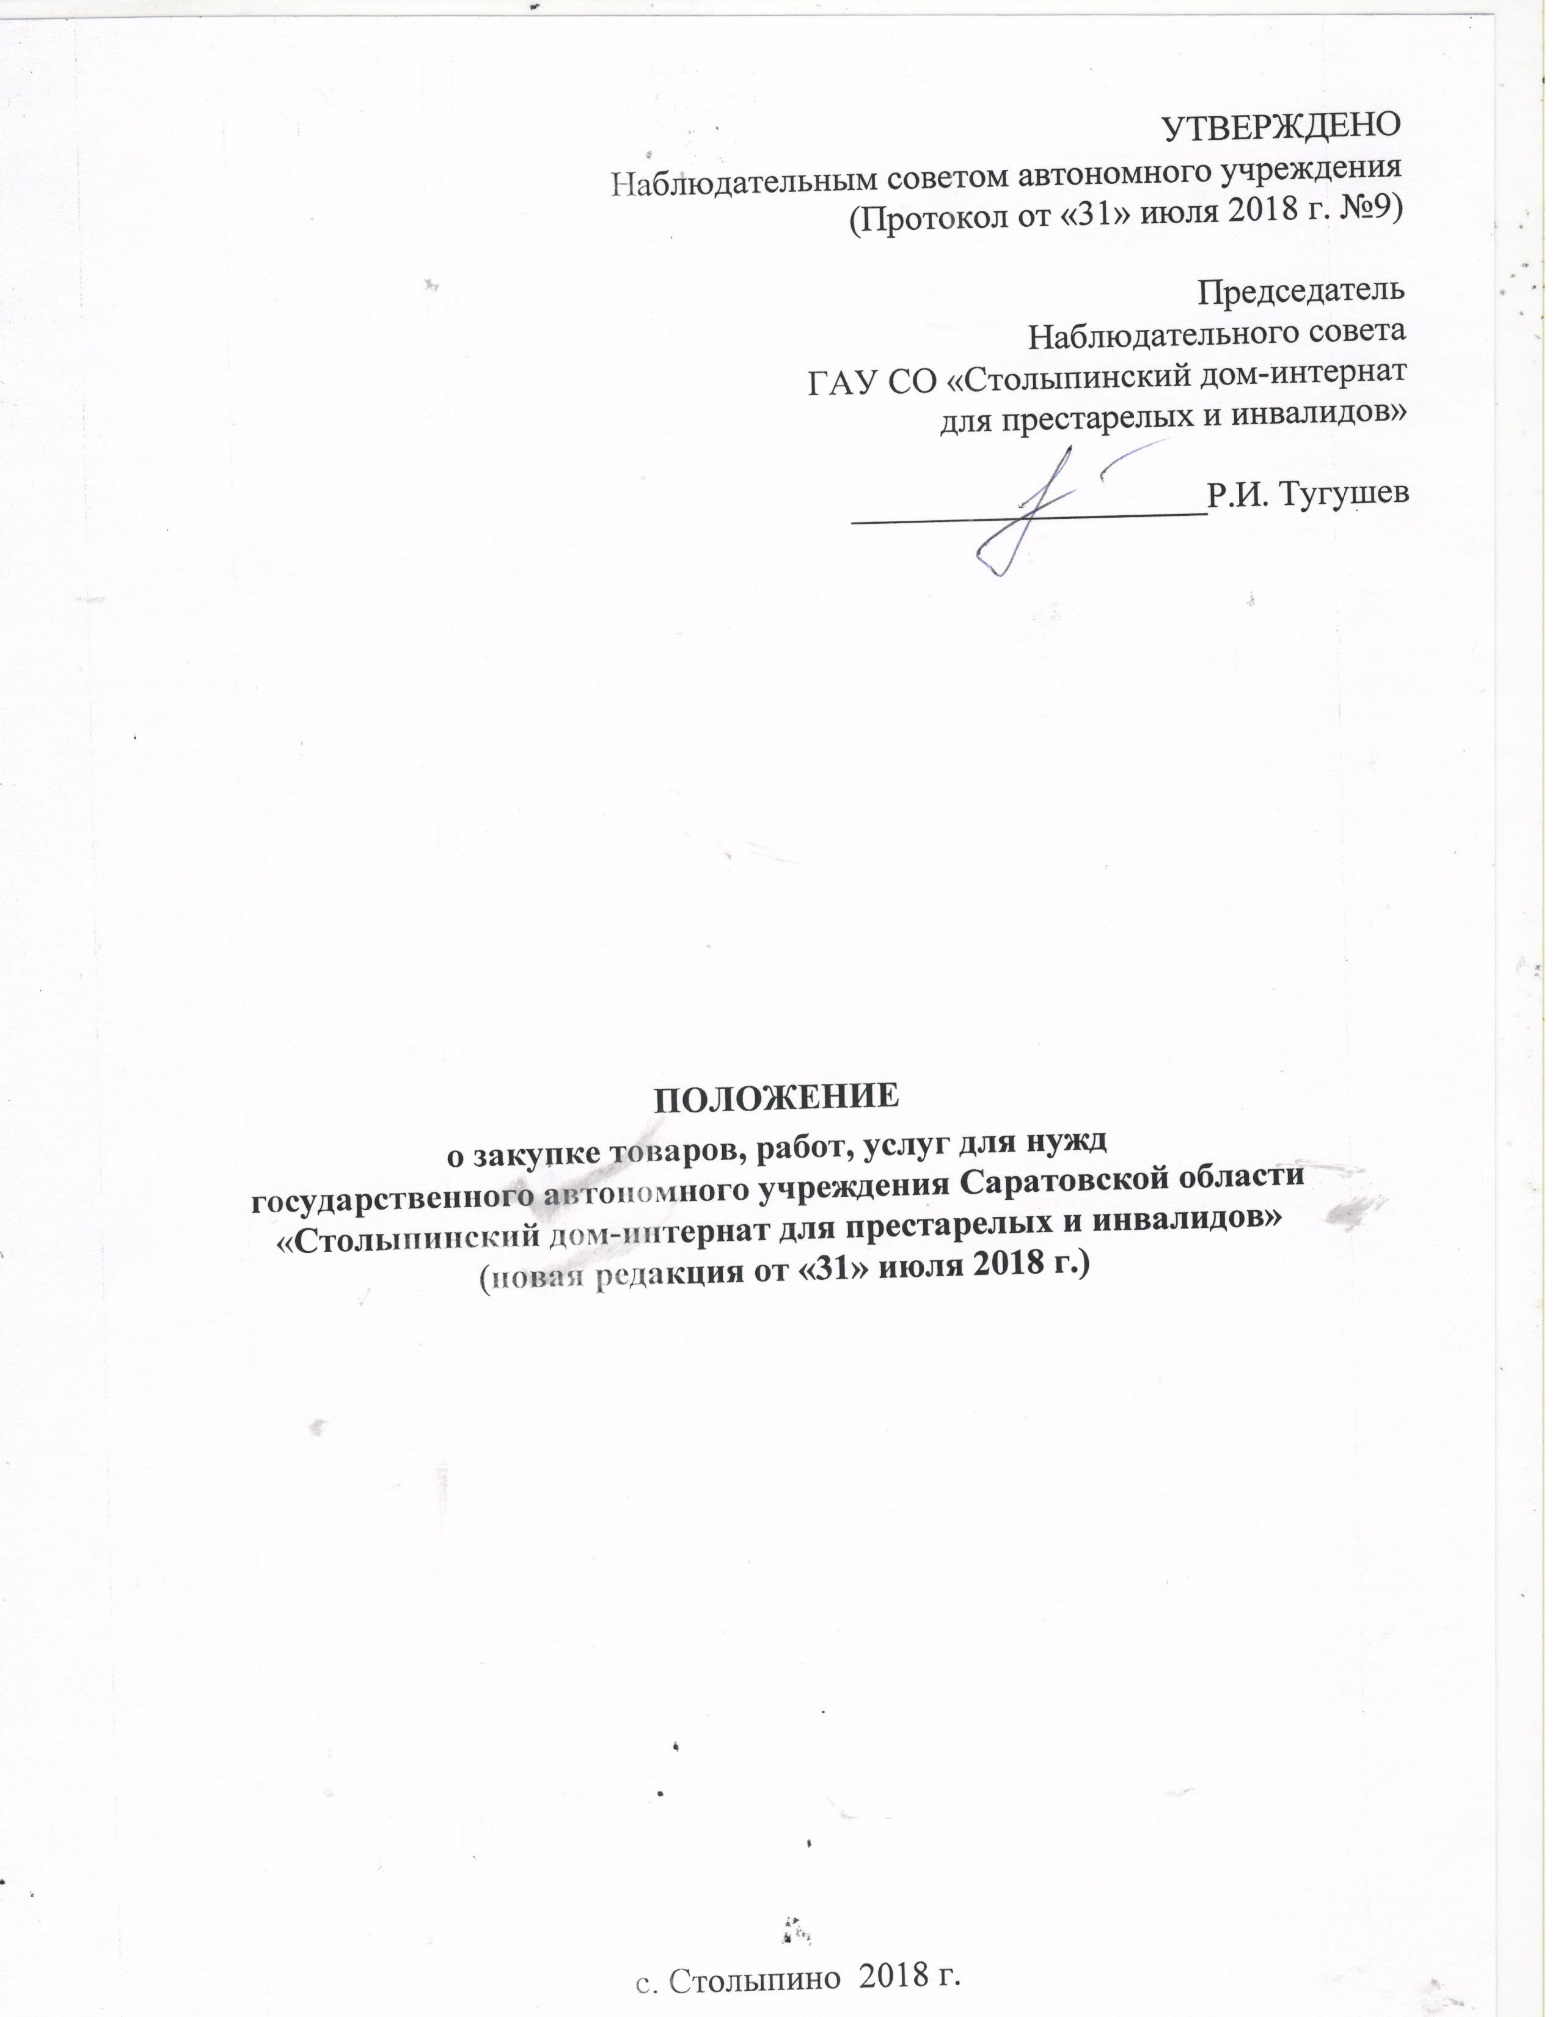 УТВЕРЖДЕНО
Наблюдательным советом автономного учреждения
(Протокол от «31» июля 2018 г. №9)
Председатель
Наблюдательного совета
ГАУ СО «Столыпинский дом-интернат
для престарелых и инвалидов»
____________________Р.И. Тугушев
ПОЛОЖЕНИЕ
о закупке товаров, работ, услуг для нужд
государственного автономного учреждения Саратовской области
«Столыпинский дом-интернат для престарелых и инвалидов»
(новая редакция от «31» июля 2018 г.)
с. Столыпино  2018 г.